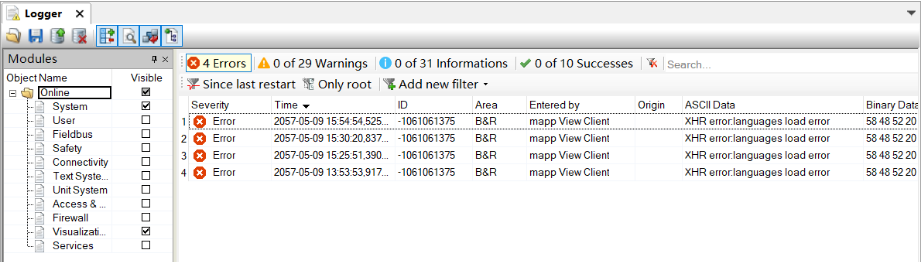 Logger
Modules
Object Name Visible
Online
System
User
Fieldbus
Safety
Connectivity
Text Syste...
Unit System
Access & ...
Firewall
Visualizati...
Services
4 Errors 0 of 29 Warnings 0 of 31 Informations 0 of 10 Successes Search...
Since last restart Only root Add new filter
Severity Time ID Area Entered by Origin ASCII Data Binary Data
1 Error 2057-05-09 15:54:54,525... -1061061375 B&R mapp View Client XHR error:languages load error 58 48 52 20
2 Error 2057-05-09 15:30:20,837... -1061061375 B&R mapp View Client XHR error:languages load error 58 48 52 20
3 Error 2057-05-09 15:25:51,390... -1061061375 B&R mapp View Client XHR error:languages load error 58 48 52 20
4 Error 2057-05-09 13:53:53,917... -1061061375 B&R mapp View Client XHR error:languages load error 58 48 52 20